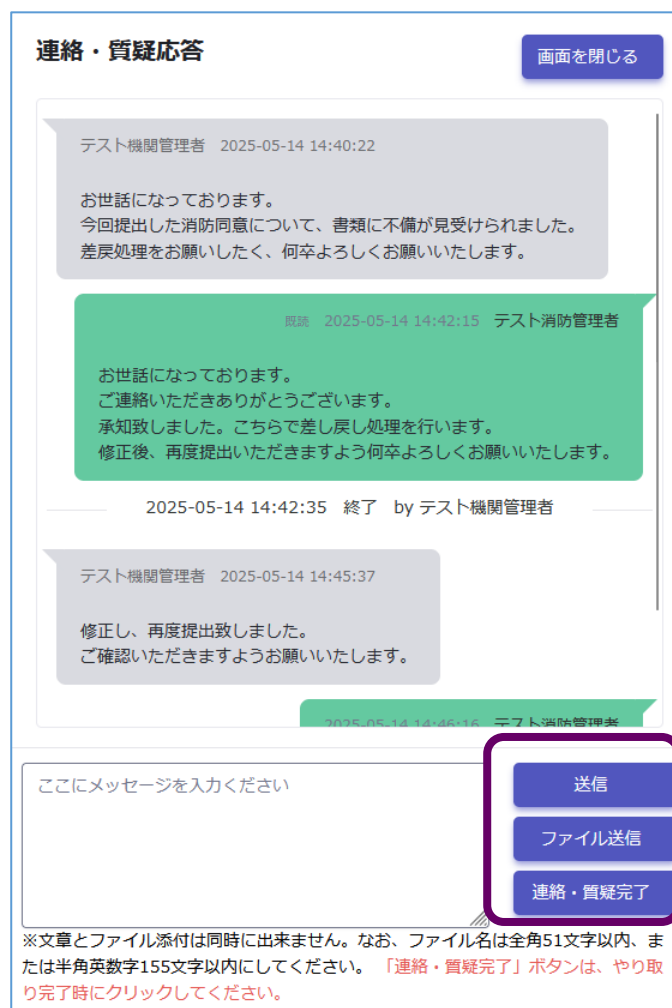 連絡・質疑応答
画面を閉じる
テスト機関管理者 2025-05-14 14:40:22
お世話になっております。
今回提出した消防同意について、書類に不備が見受けられました。
差戻処理をお願いしたく、何卒よろしくお願いいたします。
既読 2025-05-14 14:42:15 テスト消防管理者
お世話になっております。
ご連絡いただきありがとうございます。
承知致しました。こちらで差し戻し処理を行います。
修正後、再度提出いただきますよう何卒よろしくお願いいたします。
2025-05-14 14:42:35 終了 by テスト機関管理者
テスト機関管理者 2025-05-14 14:45:37
修正し、再度提出致しました。
ご確認いただきますようお願いいたします。
2025-05-14 14:46:16 テスト消防管理者
ここにメッセージを入力ください
送信
ファイル送信
連絡・質疑完了
※文章とファイル添付は同時に出来ません。なお、ファイル名は全角51文字以内、ま
たは半角英数字155文字以内にしてください。 「連絡・質疑完了」ボタンは、やり取
り完了時にクリックしてください。